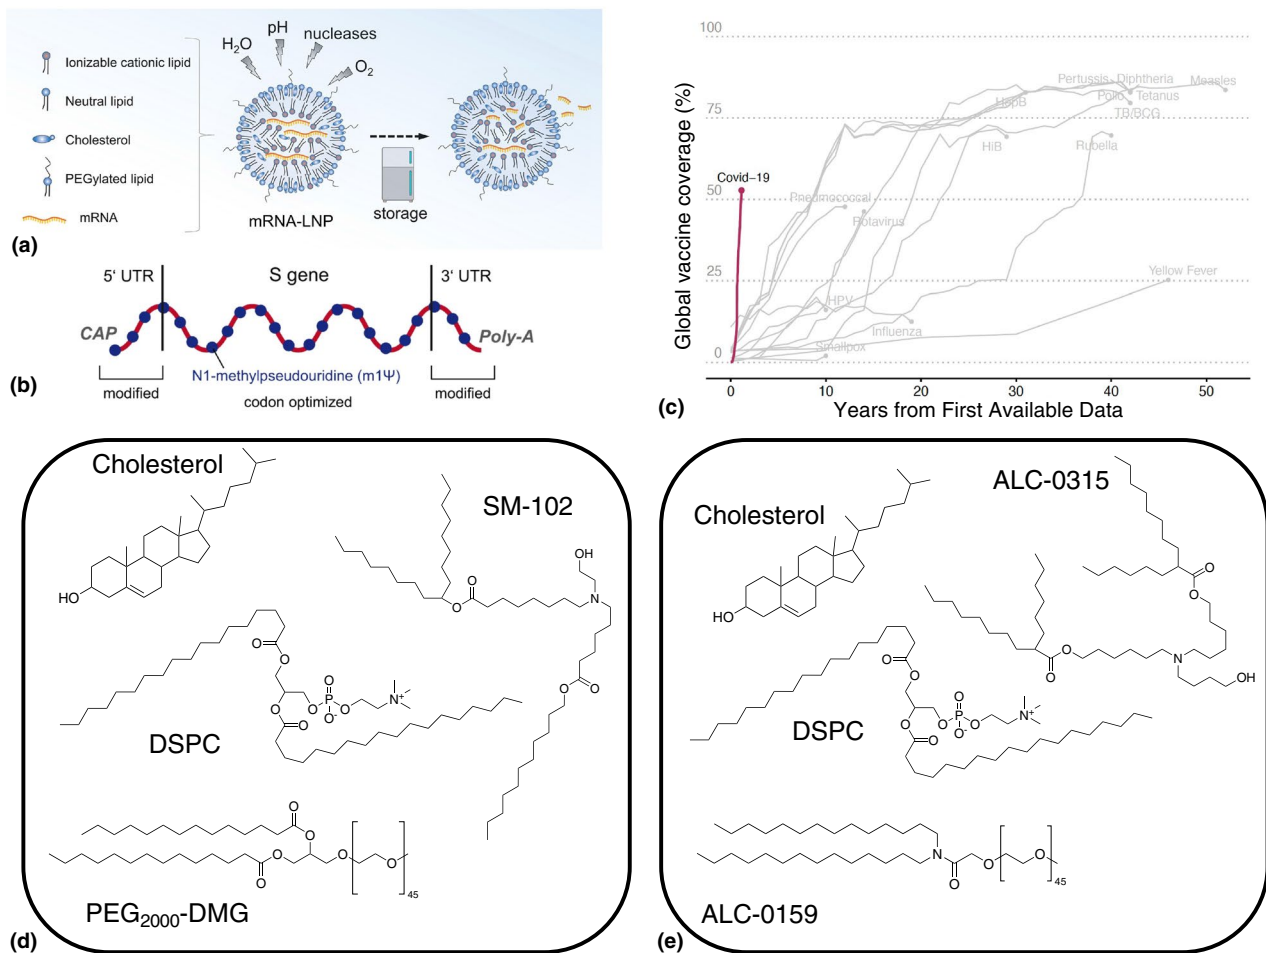 Ionizable cationic lipid
Neutral lipid
Cholesterol
PEGylated lipid
mRNA
H2O
pH
nucleases
O2
mRNA-LNP
storage
(a)
5' UTR
S gene
3' UTR
CAP
Poly-A
N1-methylpseudouridine (m1Ψ)
modified
codon optimized
modified
(b)
Global vaccine coverage (%)
100
75
50
25
0
Covid–19
Pertussis
Diphtheria
Measles
HepB
Polio
Tetanus
TB/BCG
HiB
Rubella
Pneumococcal
Rotavirus
Yellow Fever
HPV
Influenza
Smallpox
0
10
20
30
40
50
Years from First Available Data
(c)
Cholesterol
HO
SM-102
OH
N
O
O
O
O
DSPC
O
O
O
O
O
P
O
O-
O
N+
O
O
O
O
O
O
45
PEG2000-DMG
(d)
Cholesterol
HO
ALC-0315
O
O
O
O
N
OH
DSPC
O
O
O
O
O
P
O
O-
O
N+
N
O
O
O
45
ALC-0159
(e)